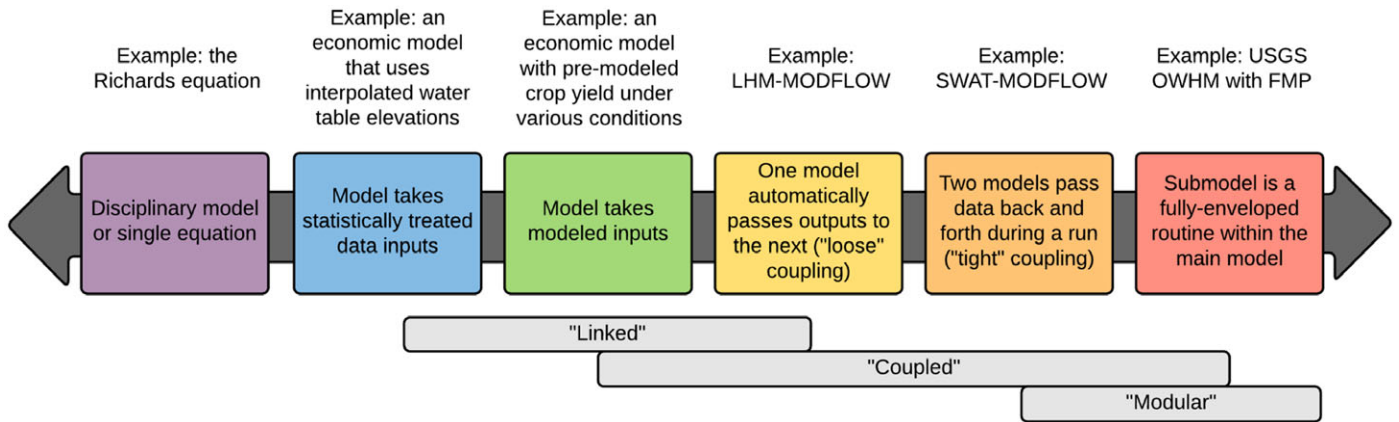 Example: the
Richards equation
Example: an
economic model
that uses
interpolated water
table elevations
Example: an
economic model
with pre-modeled
crop yield under
various conditions
Example:
LHM-MODFLOW
Example:
SWAT-MODFLOW
Example: USGS
OWHM with FMP
Disciplinary model
or single equation
Model takes
statistically treated
data inputs
Model takes
modeled inputs
One model
automatically
passes outputs to
the next ("loose"
coupling)
Two models pass
data back and
forth during a run
("tight" coupling)
Submodel is a
fully-enveloped
routine within the
main model
"Linked"
"Coupled"
"Modular"